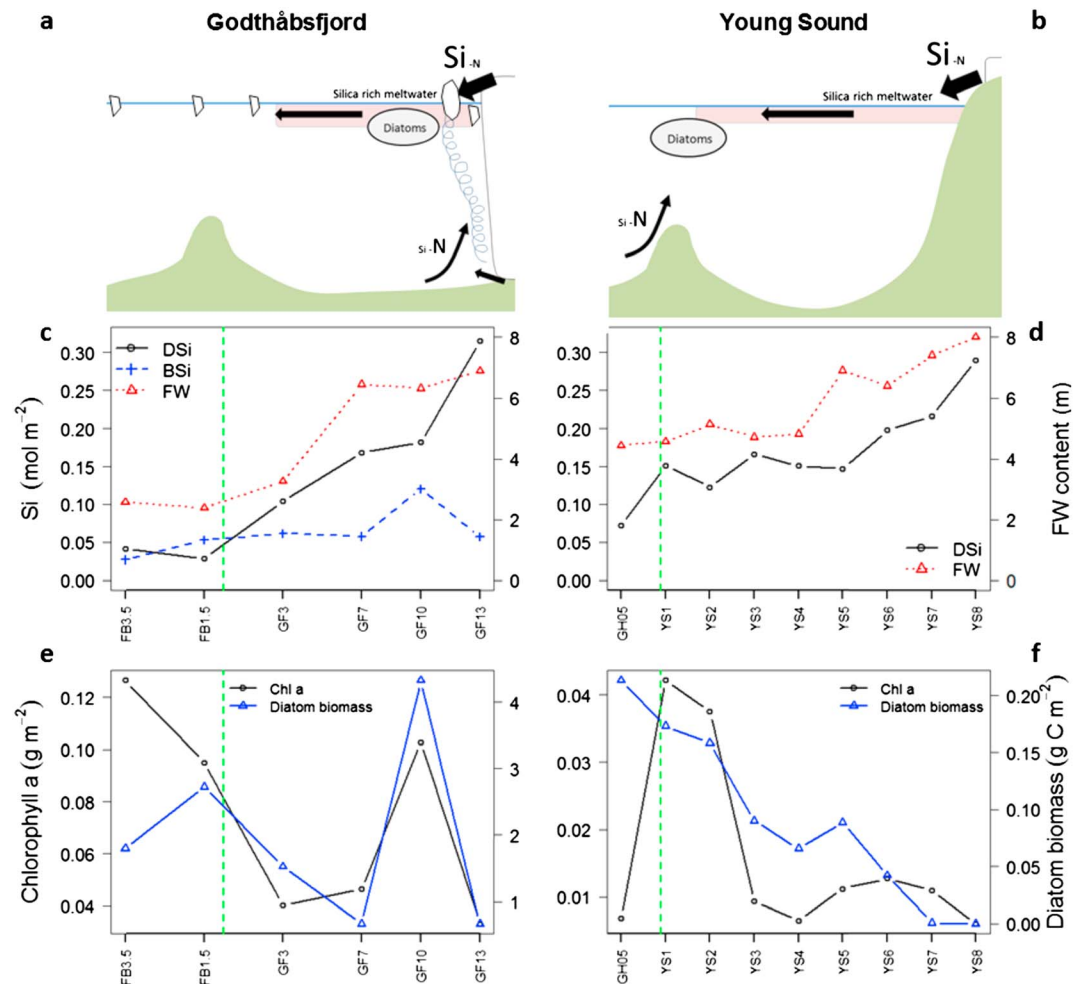 a
Godthåbsfjord
Young Sound
b
Si -N
Silica rich meltwater
Diatoms
Si -N
Si -N
Silica rich meltwater
Diatoms
Si -N
c
DSi
BSi
FW
Si (mol m⁻²)
0.30
0.25
0.20
0.15
0.10
0.05
0.00
8
6
4
2
0
FB3.5
FB1.5
GF3
GF7
GF10
GF13
d
DSi
FW
0.30
0.25
0.20
0.15
0.10
0.05
0.00
8
6
4
2
0
FW content (m)
GH05
YS1
YS2
YS3
YS4
YS5
YS6
YS7
YS8
e
Chl a
Diatom biomass
Chlorophyll a (g m⁻²)
0.12
0.10
0.08
0.06
0.04
4
3
2
1
FB3.5
FB1.5
GF3
GF7
GF10
GF13
f
Chl a
Diatom biomass
0.04
0.03
0.02
0.01
0.20
0.15
0.10
0.05
0.00
Diatom biomass (g C m⁻²)
GH05
YS1
YS2
YS3
YS4
YS5
YS6
YS7
YS8